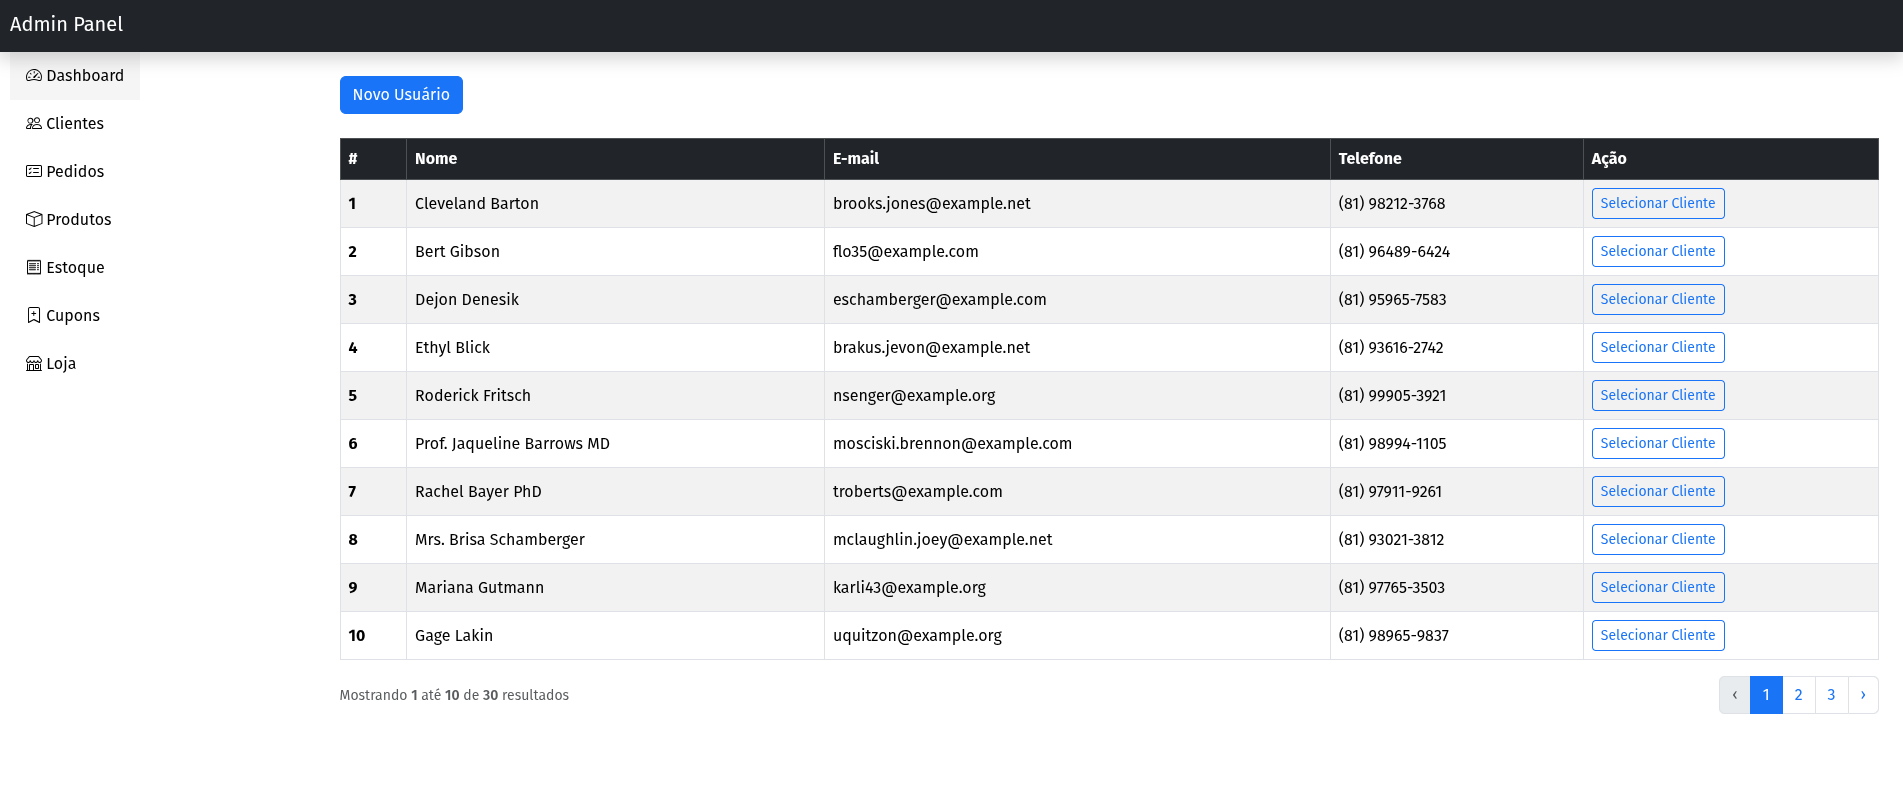 Admin Panel
Dashboard
Clientes
Pedidos
Produtos
Estoque
Cupons
Loja
Novo Usuário
# Nome E-mail Telefone Ação
1 Cleveland Barton brooks.jones@example.net (81) 98212-3768 Selecionar Cliente
2 Bert Gibson flo35@example.com (81) 96489-6424 Selecionar Cliente
3 Dejon Denesik eschamberger@example.com (81) 95965-7583 Selecionar Cliente
4 Ethyl Blick brakus.jevon@example.net (81) 93616-2742 Selecionar Cliente
5 Roderick Fritsch nsenger@example.org (81) 99905-3921 Selecionar Cliente
6 Prof. Jaqueline Barrows MD mosciski.brennon@example.com (81) 98994-1105 Selecionar Cliente
7 Rachel Bayer PhD troberts@example.com (81) 97911-9261 Selecionar Cliente
8 Mrs. Brisa Schamberger mclaughlin.joey@example.net (81) 93021-3812 Selecionar Cliente
9 Mariana Gutmann karli43@example.org (81) 97765-3503 Selecionar Cliente
10 Gage Lakin uquitzon@example.org (81) 98965-9837 Selecionar Cliente
Mostrando 1 até 10 de 30 resultados
‹ 1 2 3 ›